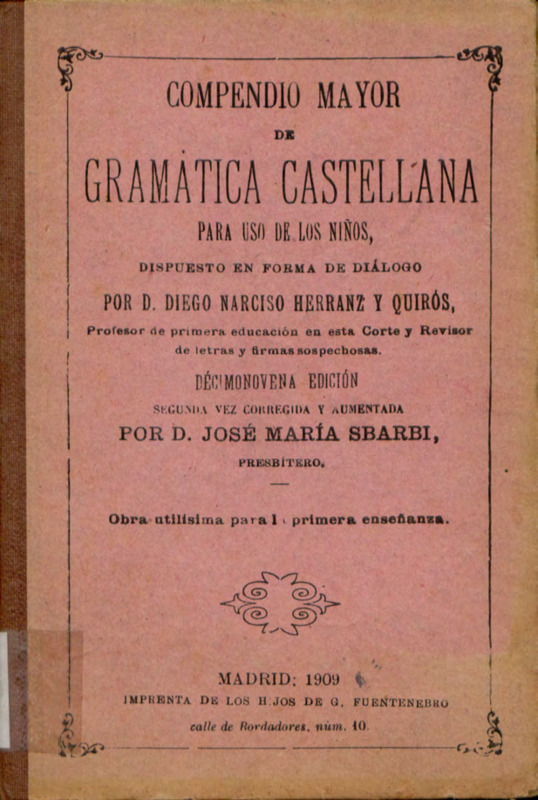 COMPENDIO MAYOR
DE
GRAMÁTICA CASTELLANA
PARA USO DE LOS NIÑOS,
DISPUESTO EN FORMA DE DIÁLOGO
POR D. DIEGO NARCISO HERRANZ Y QUIRÓS,
Profesor de primera educación en esta Corte y Revisor
de letras y firmas sospechosas.
DÉCIMONOVENA EDICIÓN
SEGUNDA VEZ CORREGIDA Y AUMENTADA
POR D. JOSÉ MARÍA SBARBI,
PRESBÍTERO.
Obra utilisima para l primera enseñanza.
MADRID: 1909
IMPRENTA DE LOS HIJOS DE G. FUENTENEBRO
calle de Bordadores, núm. 10.